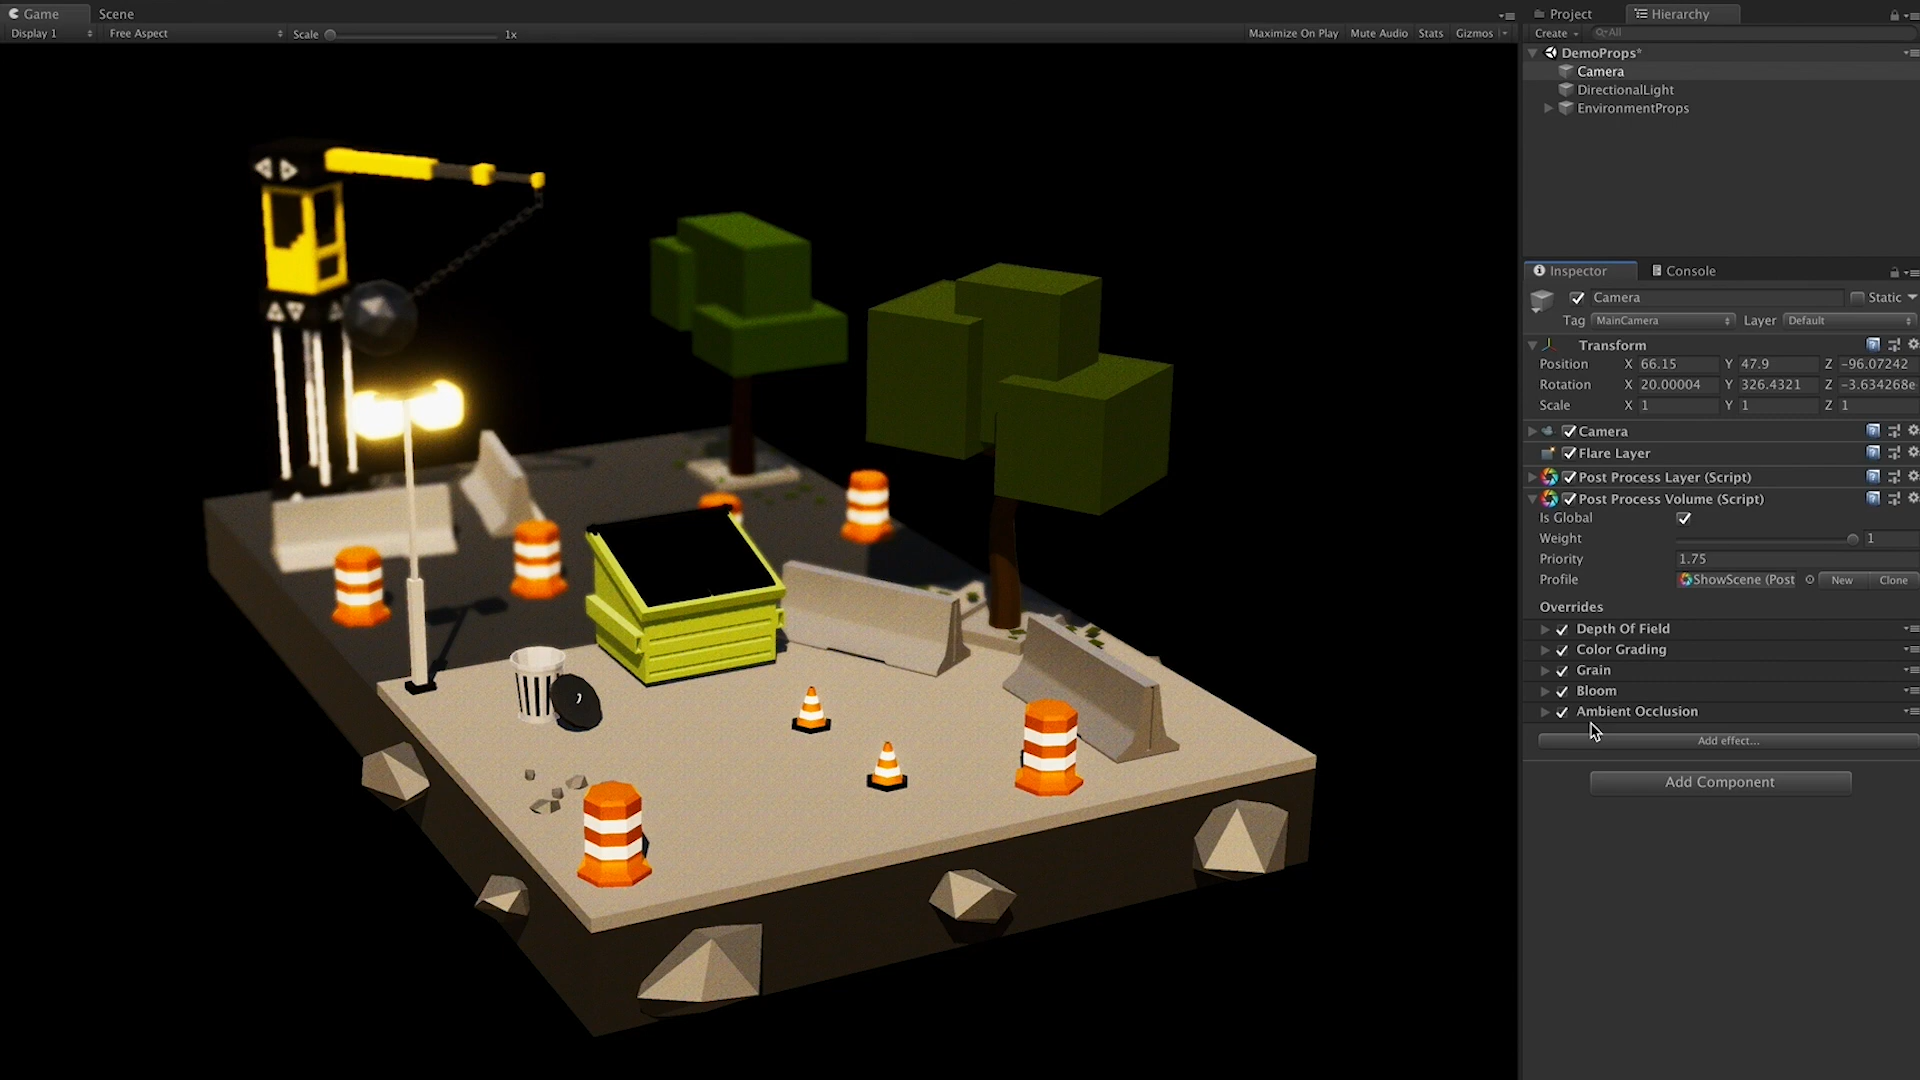 Game Scene
Display 1 Free Aspect Scale 1x Maximize On Play Mute Audio Stats Gizmos
Project Hierarchy
Create All
DemoProps*
Camera
DirectionalLight
EnvironmentProps
Inspector Console
Camera Static
Tag MainCamera Layer Default
Transform
Position X 66.15 Y 47.9 Z -96.07242
Rotation X 20.00004 Y 326.4321 Z -3.634268e
Scale X 1 Y 1 Z 1
Camera
Flare Layer
Post Process Layer (Script)
Post Process Volume (Script)
Is Global
Weight 1
Priority 1.75
Profile ShowScene (Post New Clone
Overrides
Depth Of Field
Color Grading
Grain
Bloom
Ambient Occlusion
Add effect...
Add Component